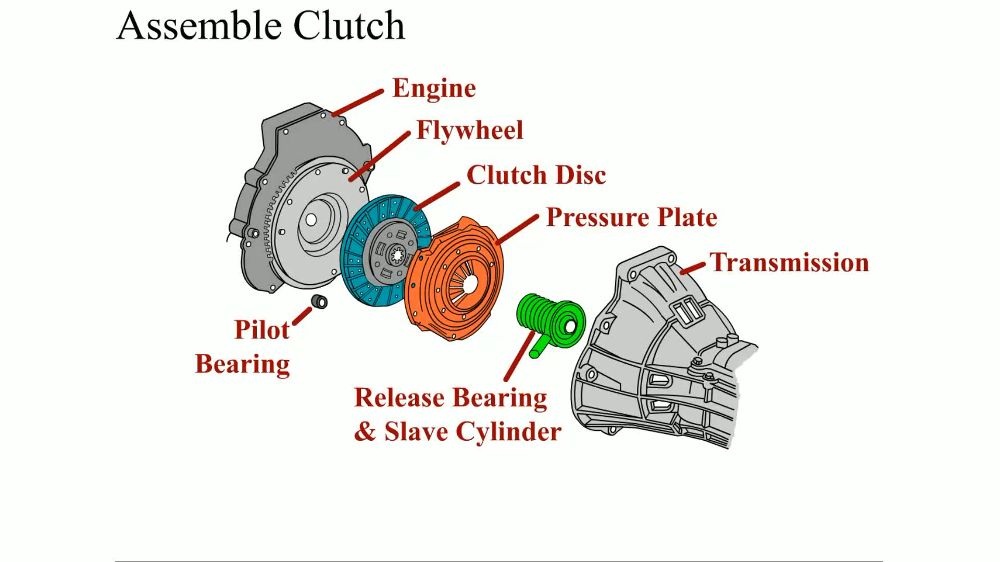 Assemble Clutch
Engine
Flywheel
Clutch Disc
Pressure Plate
Transmission
Pilot
Bearing
Release Bearing
& Slave Cylinder